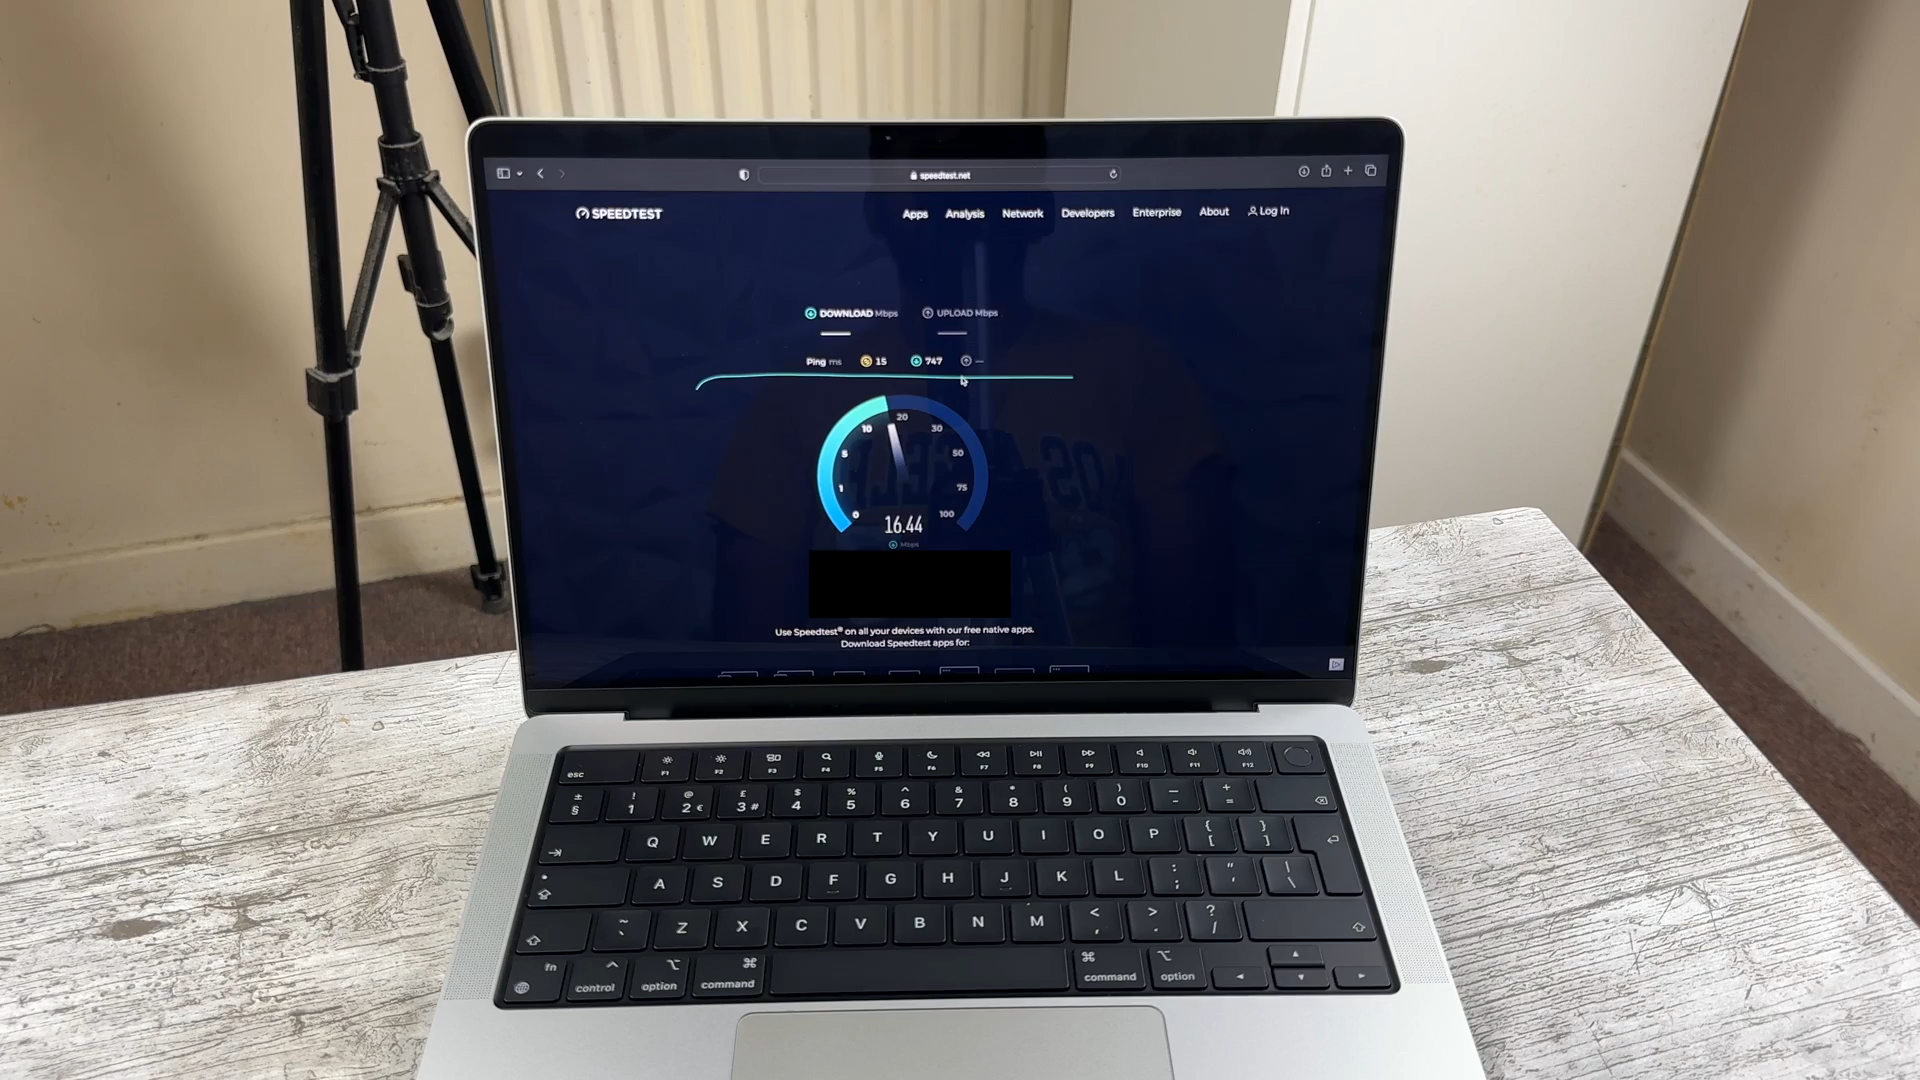 speedtest.net
SPEEDTEST
Apps Analysis Network Developers Enterprise About Log In
DOWNLOAD Mbps UPLOAD Mbps
Ping ms 15 747 —
0 1 5 10 20 30 50 75 100
16.44
Mbps
Use Speedtest® on all your devices with our free native apps.
Download Speedtest apps for:
esc F1 F2 F3 F4 F5 F6 F7 F8 F9 F10 F11 F12
± ! @ £ $ % ^ & * ( ) — +
§ 1 2 € 3 # 4 5 6 7 8 9 0 - =
Q W E R T Y U I O P { [ } ]
A S D F G H J K L : ; " ' | \
~ ` Z X C V B N M < , > . ? /
fn control option command command option